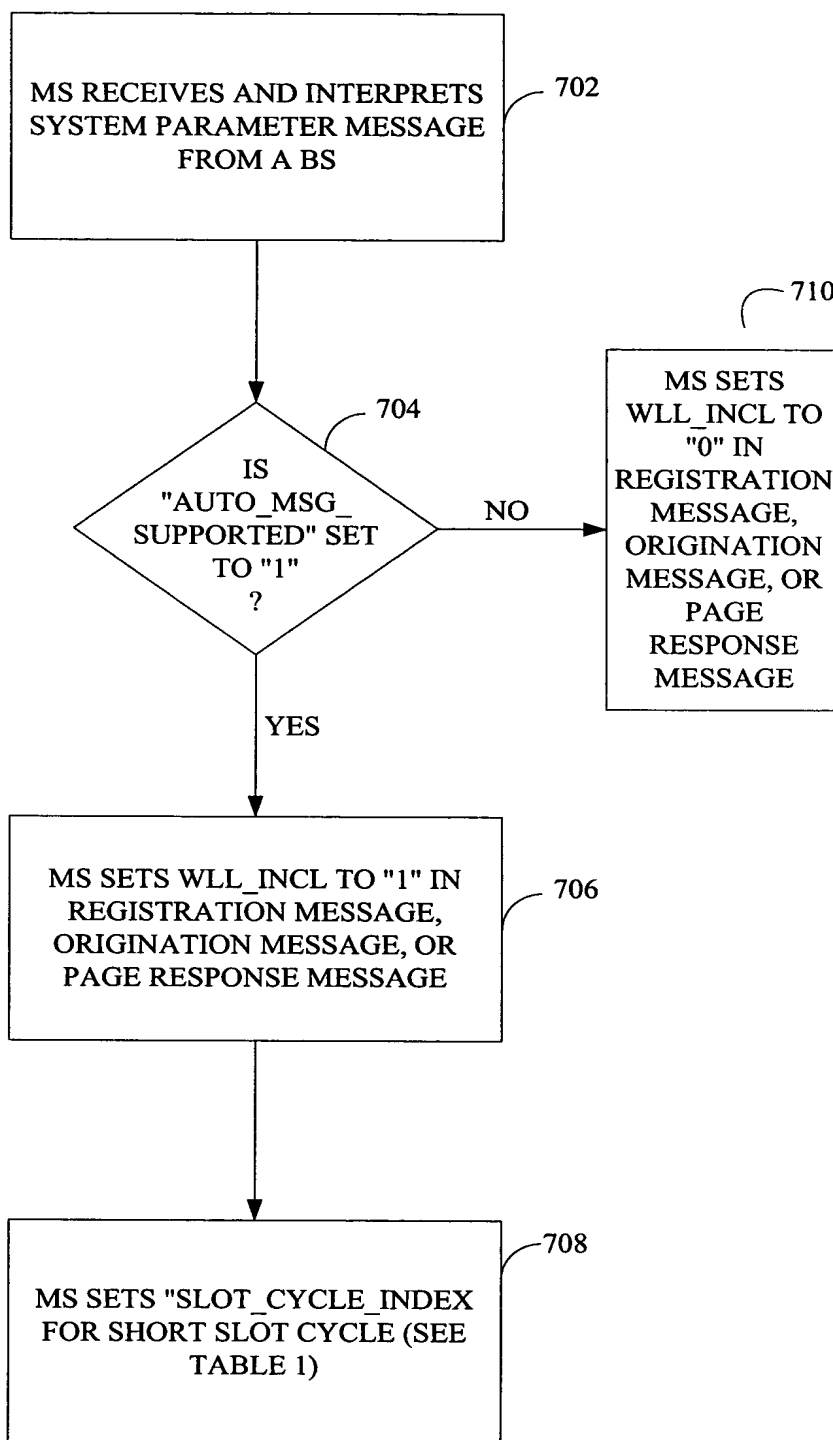 MS RECEIVES AND INTERPRETS
SYSTEM PARAMETER MESSAGE
FROM A BS
702
710
704
IS
"AUTO_MSG_
SUPPORTED" SET
TO "1"
?
NO
MS SETS
WLL_INCL TO
"0" IN
REGISTRATION
MESSAGE,
ORIGINATION
MESSAGE, OR
PAGE
RESPONSE
MESSAGE
YES
MS SETS WLL_INCL TO "1" IN
REGISTRATION MESSAGE,
ORIGINATION MESSAGE, OR
PAGE RESPONSE MESSAGE
706
MS SETS "SLOT_CYCLE_INDEX
FOR SHORT SLOT CYCLE (SEE
TABLE 1)
708